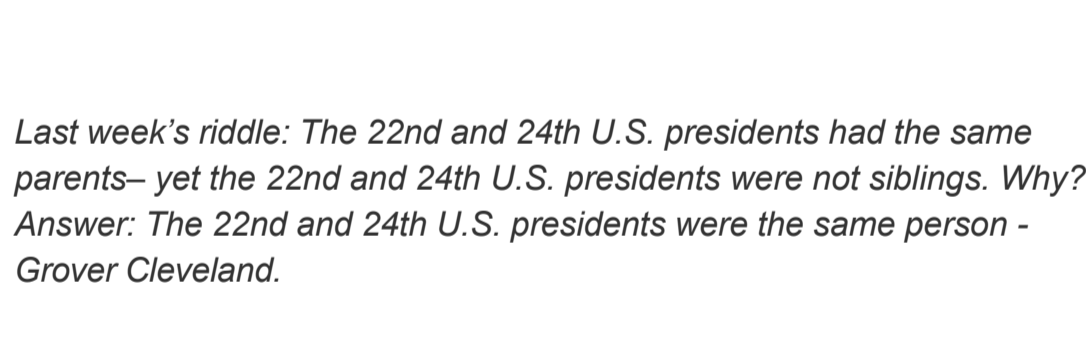 Last week’s riddle: The 22nd and 24th U.S. presidents had the same
parents– yet the 22nd and 24th U.S. presidents were not siblings. Why?
Answer: The 22nd and 24th U.S. presidents were the same person -
Grover Cleveland.